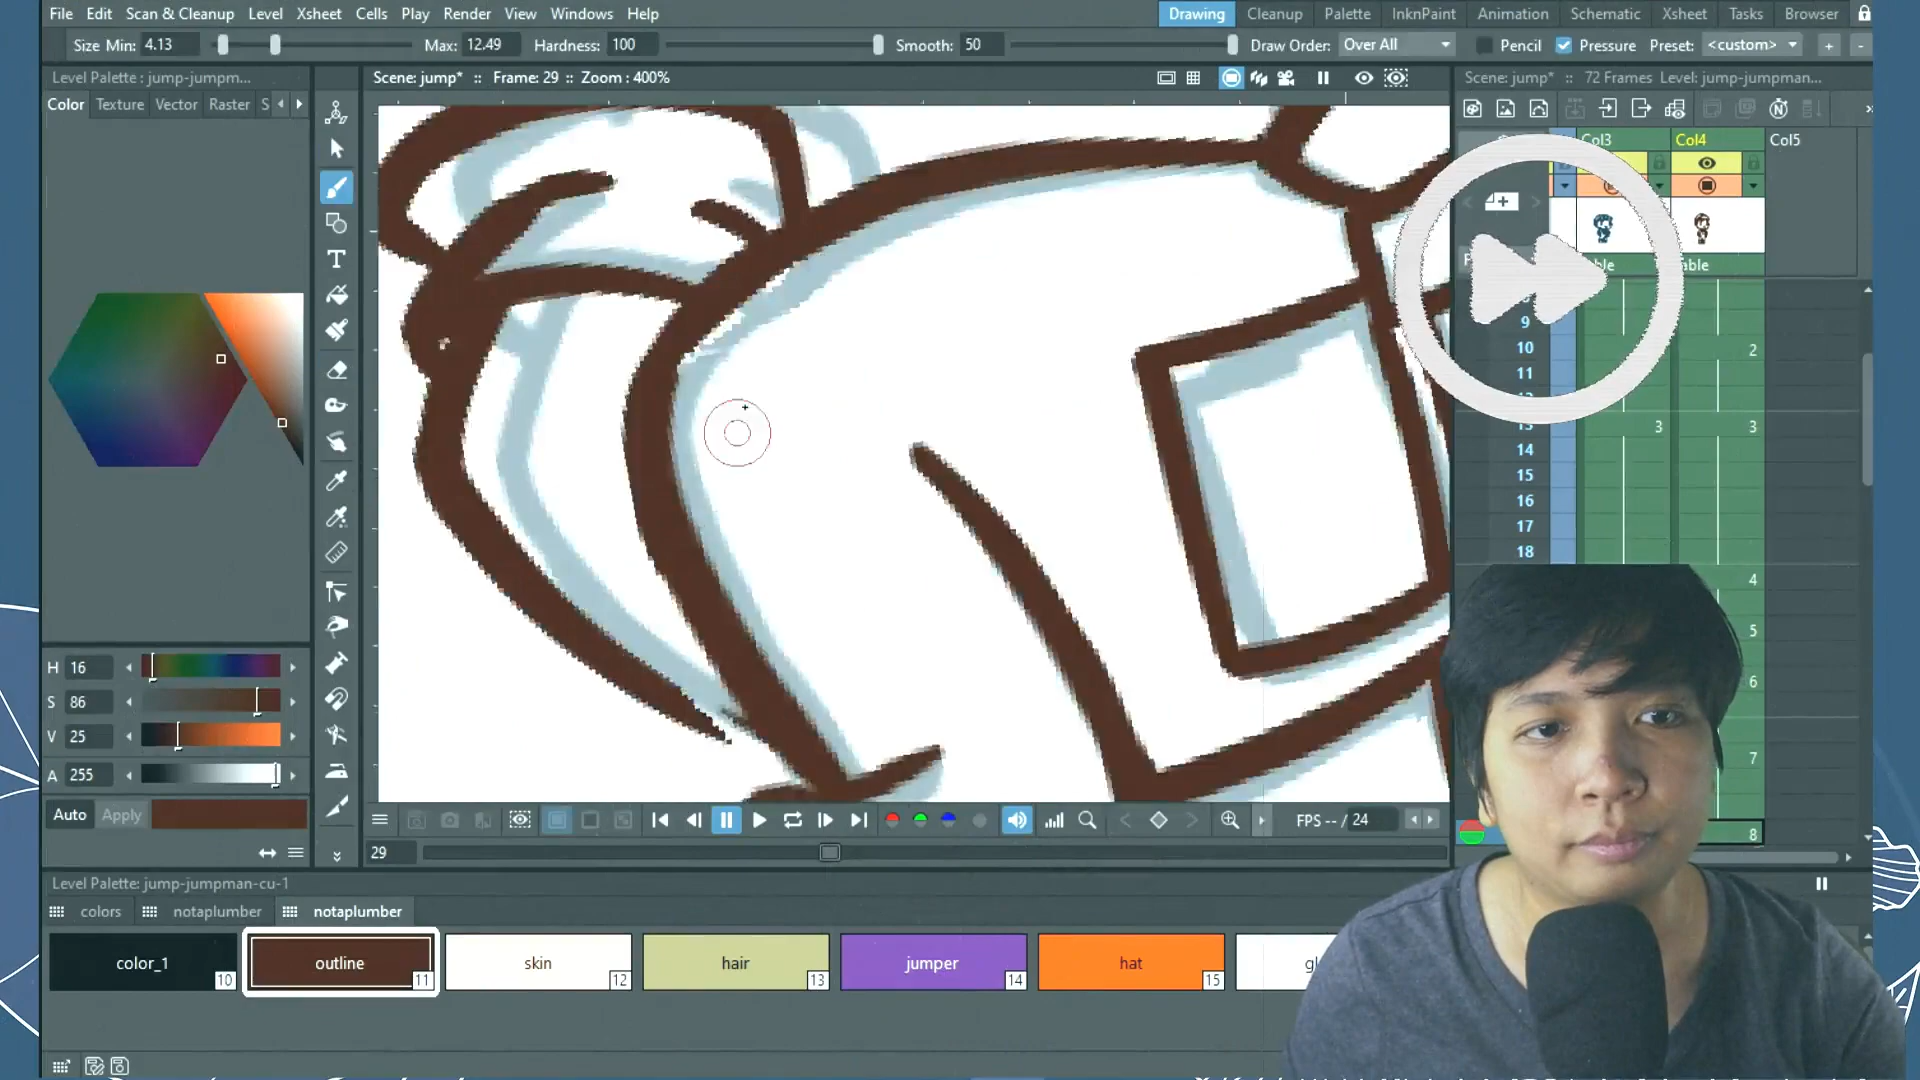 File Edit Scan & Cleanup Level Xsheet Cells Play Render View Windows Help Drawing Cleanup Palette InknPaint Animation Schematic Xsheet Tasks Browser
Size Min: 4.13 Max: 12.49 Hardness: 100 Smooth: 50 Draw Order: Over All Pencil Pressure Preset: <custom> + -
Level Palette : jump-jumpm... Scene: jump* :: Frame: 29 :: Zoom : 400% Scene: jump* :: 72 Frames Level: jump-jumpman...
Color Texture Vector Raster S
Col3 Col4 Col5
able able
9
10 2
11
13 3 3
14
15
16
17
18
4
5
6
7
8
H 16
S 86
V 25
A 255
Auto Apply
FPS -- / 24
29
Level Palette: jump-jumpman-cu-1
colors notaplumber notaplumber
color_1 10 outline 11 skin 12 hair 13 jumper 14 hat 15 gl